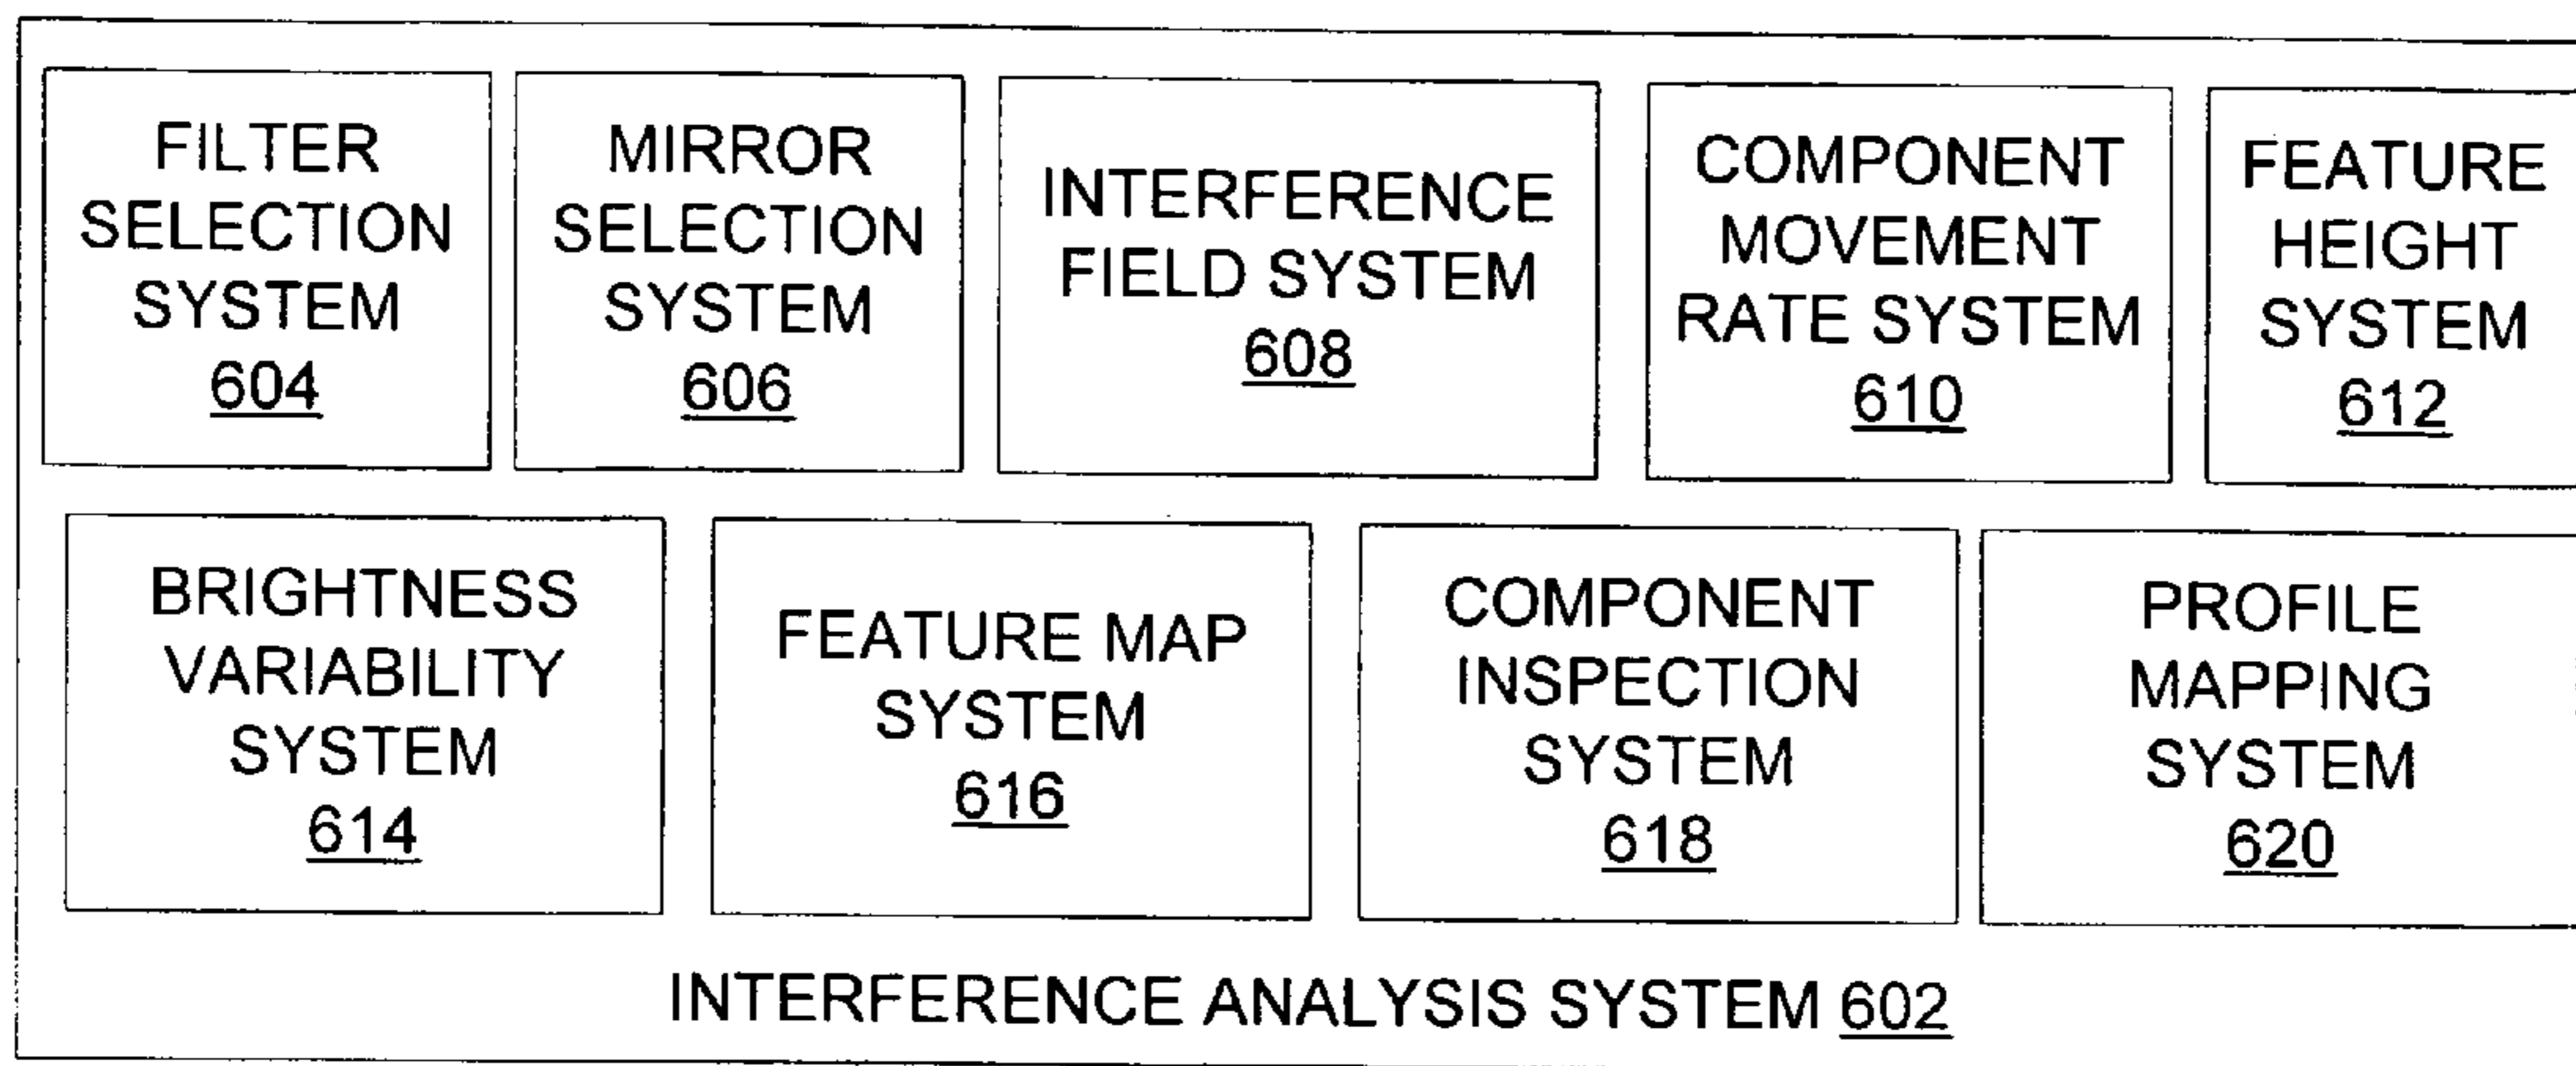 FILTER
SELECTION
SYSTEM
604
MIRROR
SELECTION
SYSTEM
606
INTERFERENCE
FIELD SYSTEM
608
COMPONENT
MOVEMENT
RATE SYSTEM
610
FEATURE
HEIGHT
SYSTEM
612
BRIGHTNESS
VARIABILITY
SYSTEM
614
FEATURE MAP
SYSTEM
616
COMPONENT
INSPECTION
SYSTEM
618
PROFILE
MAPPING
SYSTEM
620
INTERFERENCE ANALYSIS SYSTEM 602